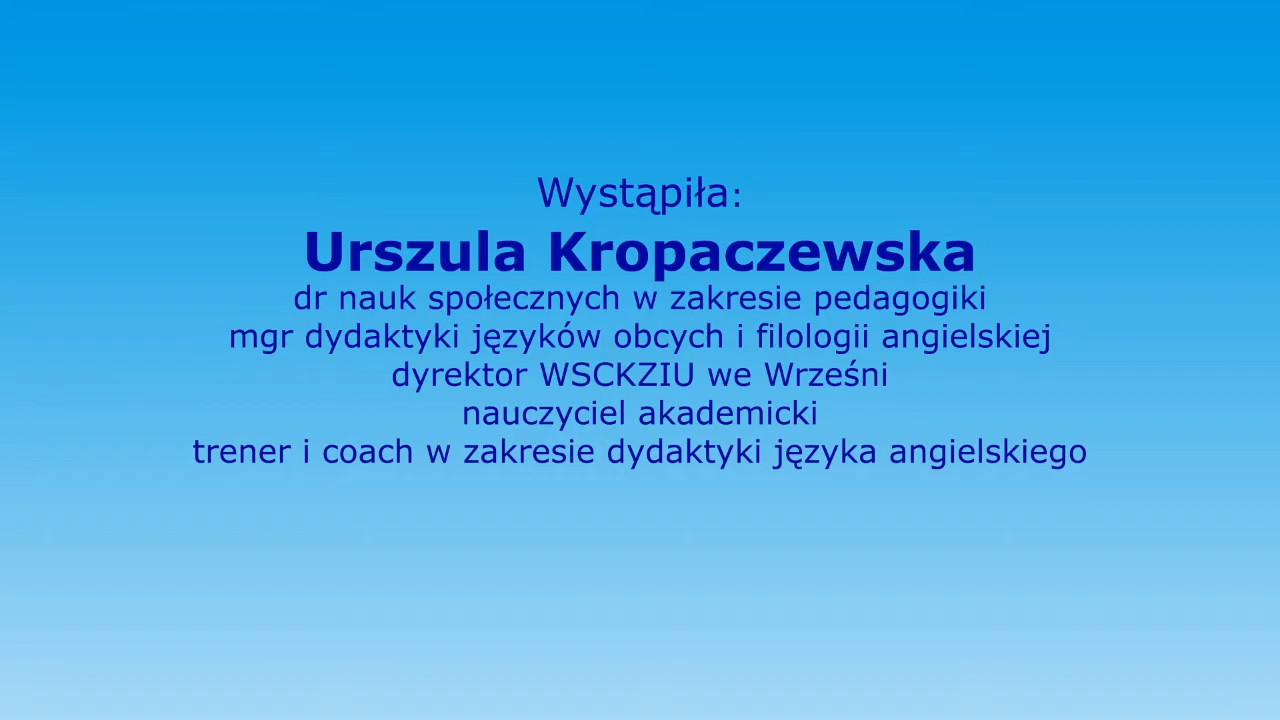 Wystąpiła:
Urszula Kropaczewska
dr nauk społecznych w zakresie pedagogiki
mgr dydaktyki języków obcych i filologii angielskiej
dyrektor WSCKZIU we Wrześni
nauczyciel akademicki
trener i coach w zakresie dydaktyki języka angielskiego